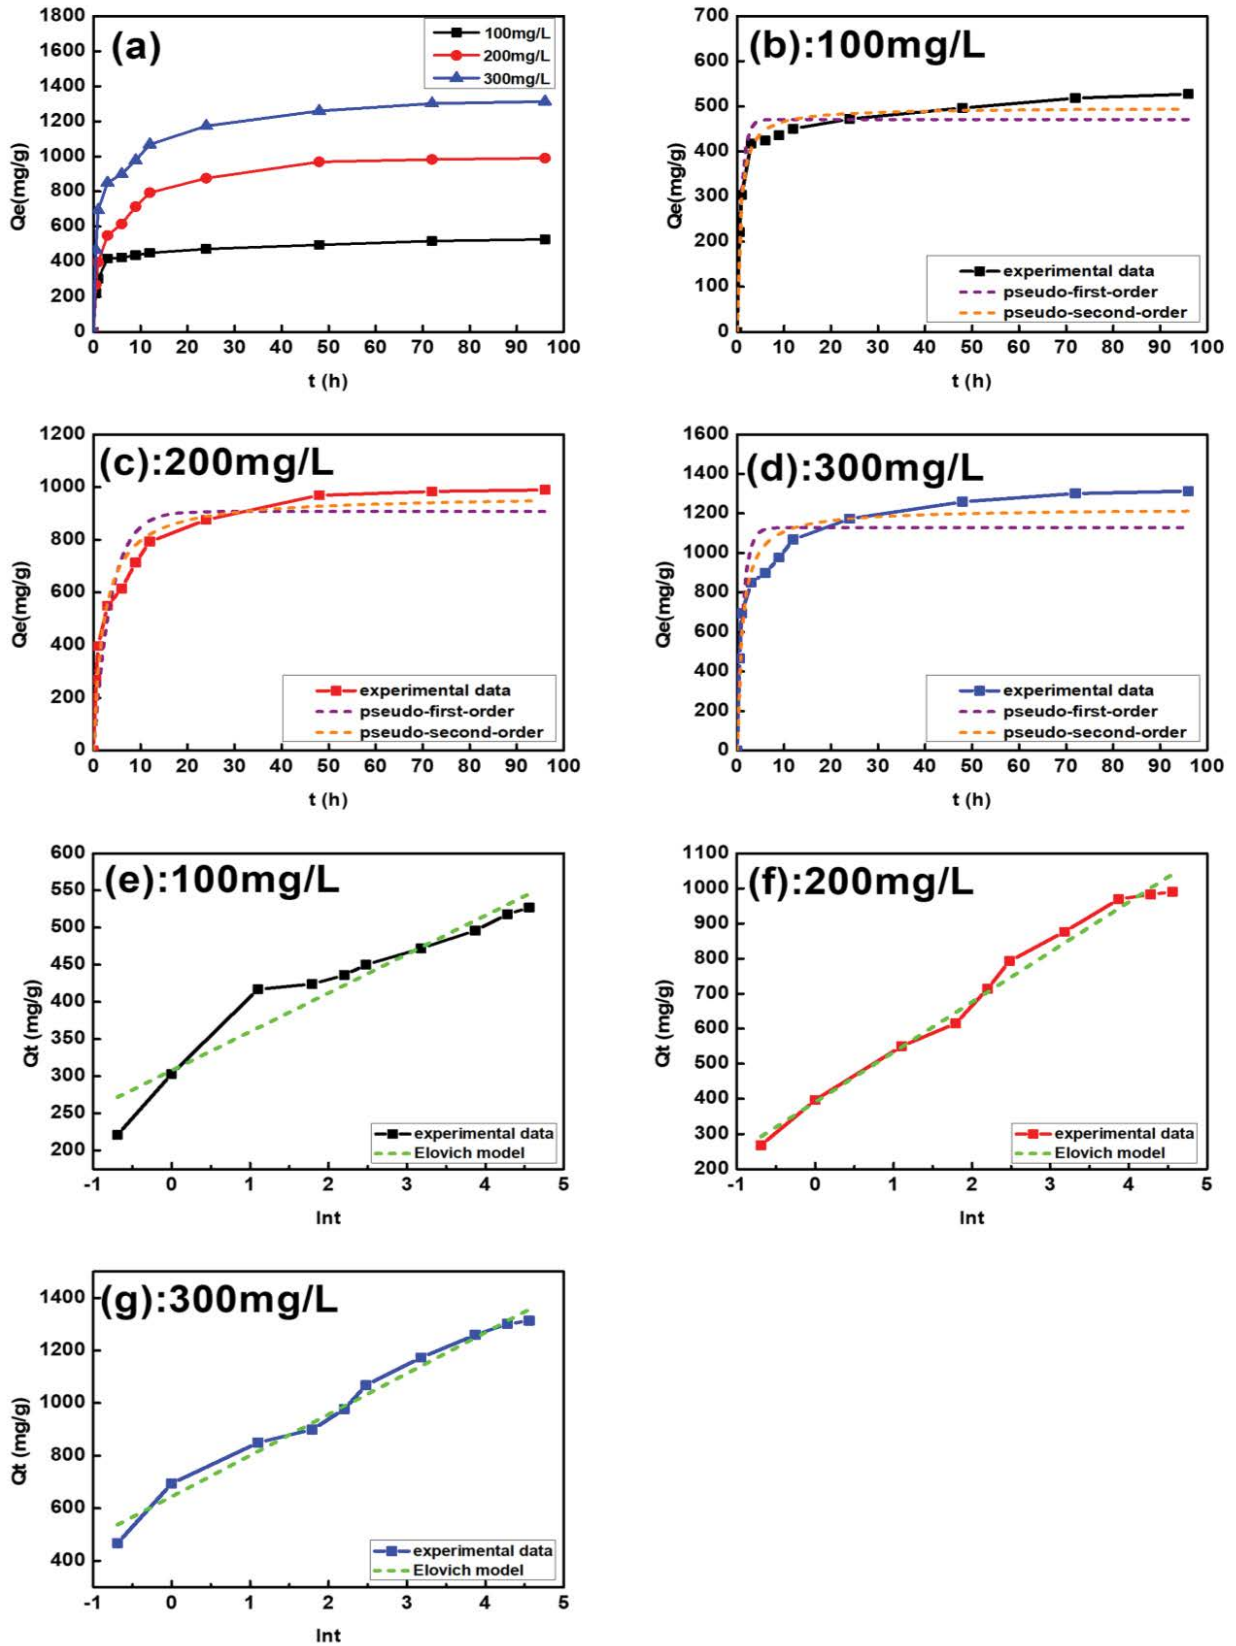 (a)
100mg/L
200mg/L
300mg/L
1800
1600
1400
1200
1000
800
600
400
200
0
Qe(mg/g)
0 10 20 30 40 50 60 70 80 90 100
t (h)
(b):100mg/L
700
600
500
400
300
200
100
0
Qe(mg/g)
experimental data
pseudo-first-order
pseudo-second-order
0 10 20 30 40 50 60 70 80 90 100
t (h)
(c):200mg/L
1200
1000
800
600
400
200
0
Qe(mg/g)
experimental data
pseudo-first-order
pseudo-second-order
0 10 20 30 40 50 60 70 80 90 100
t (h)
(d):300mg/L
1600
1400
1200
1000
800
600
400
200
0
Qe(mg/g)
experimental data
pseudo-first-order
pseudo-second-order
0 10 20 30 40 50 60 70 80 90 100
t (h)
(e):100mg/L
600
550
500
450
400
350
300
250
200
Qt (mg/g)
experimental data
Elovich model
-1 0 1 2 3 4 5
lnt
(f):200mg/L
1100
1000
900
800
700
600
500
400
300
200
Qt (mg/g)
experimental data
Elovich model
-1 0 1 2 3 4 5
lnt
(g):300mg/L
1400
1200
1000
800
600
400
Qt (mg/g)
experimental data
Elovich model
-1 0 1 2 3 4 5
lnt